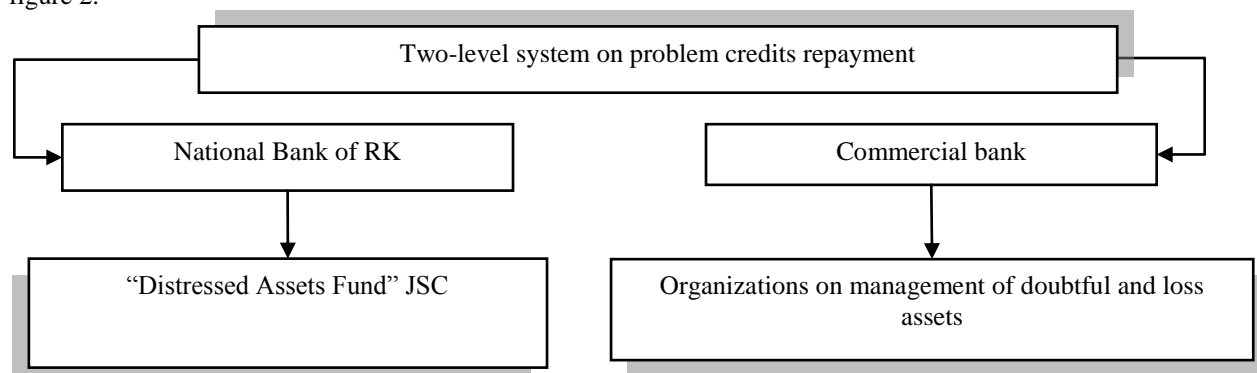 figure 2.
Two-level system on problem credits repayment
National Bank of RK
Commercial bank
“Distressed Assets Fund” JSC
Organizations on management of doubtful and loss
assets